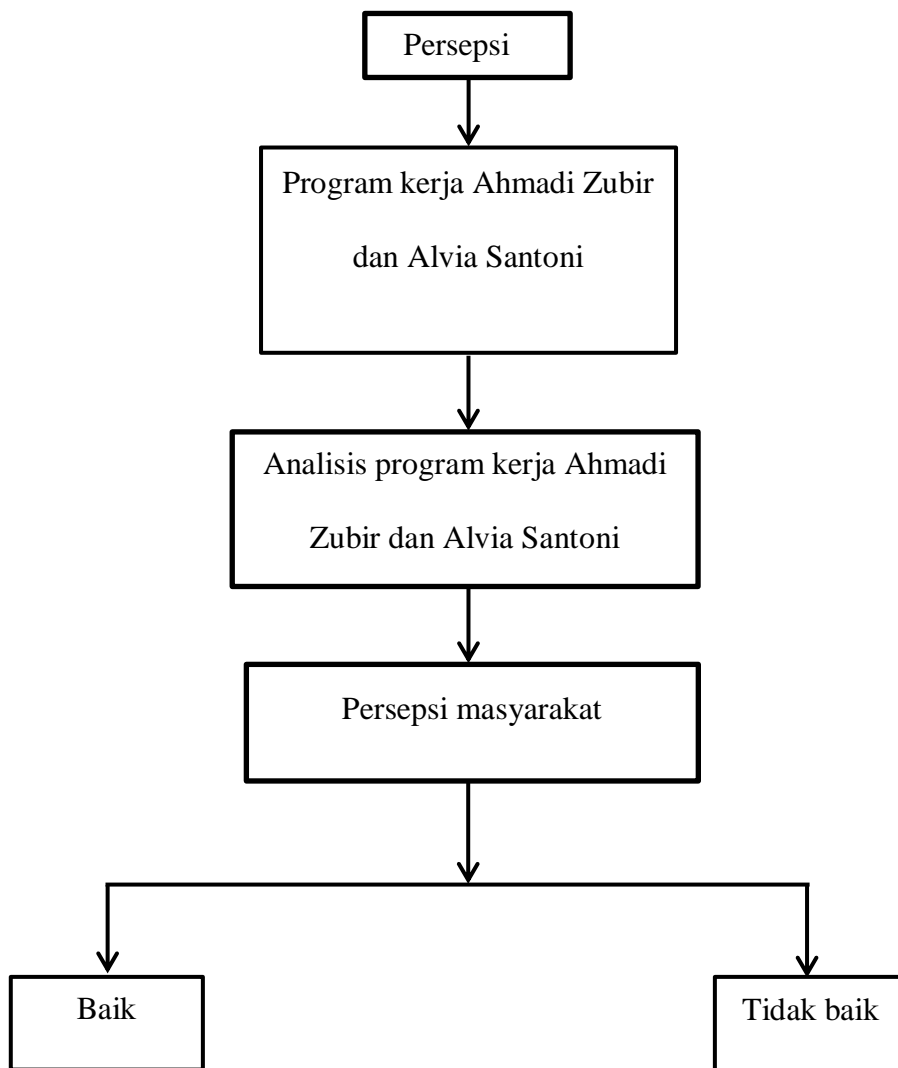 Persepsi
Program kerja Ahmadi Zubir
dan Alvia Santoni
Analisis program kerja Ahmadi
Zubir dan Alvia Santoni
Persepsi masyarakat
Baik
Tidak baik